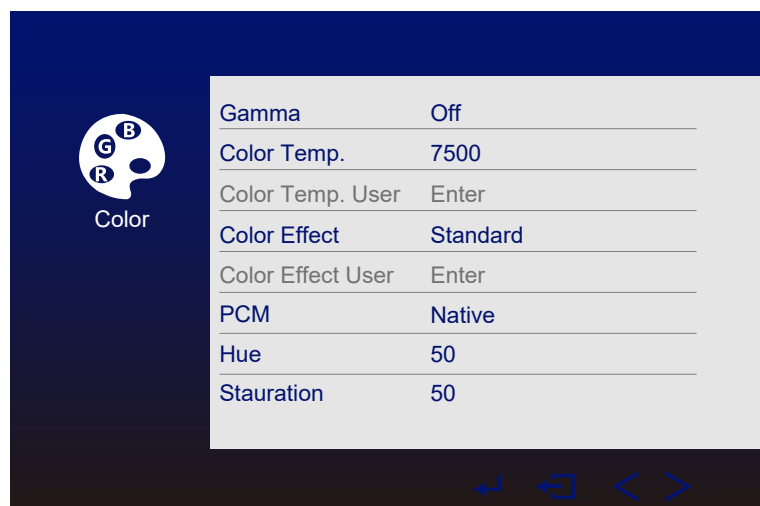 B
G
R
Color
Gamma Off
Color Temp. 7500
Color Temp. User Enter
Color Effect Standard
Color Effect User Enter
PCM Native
Hue 50
Stauration 50